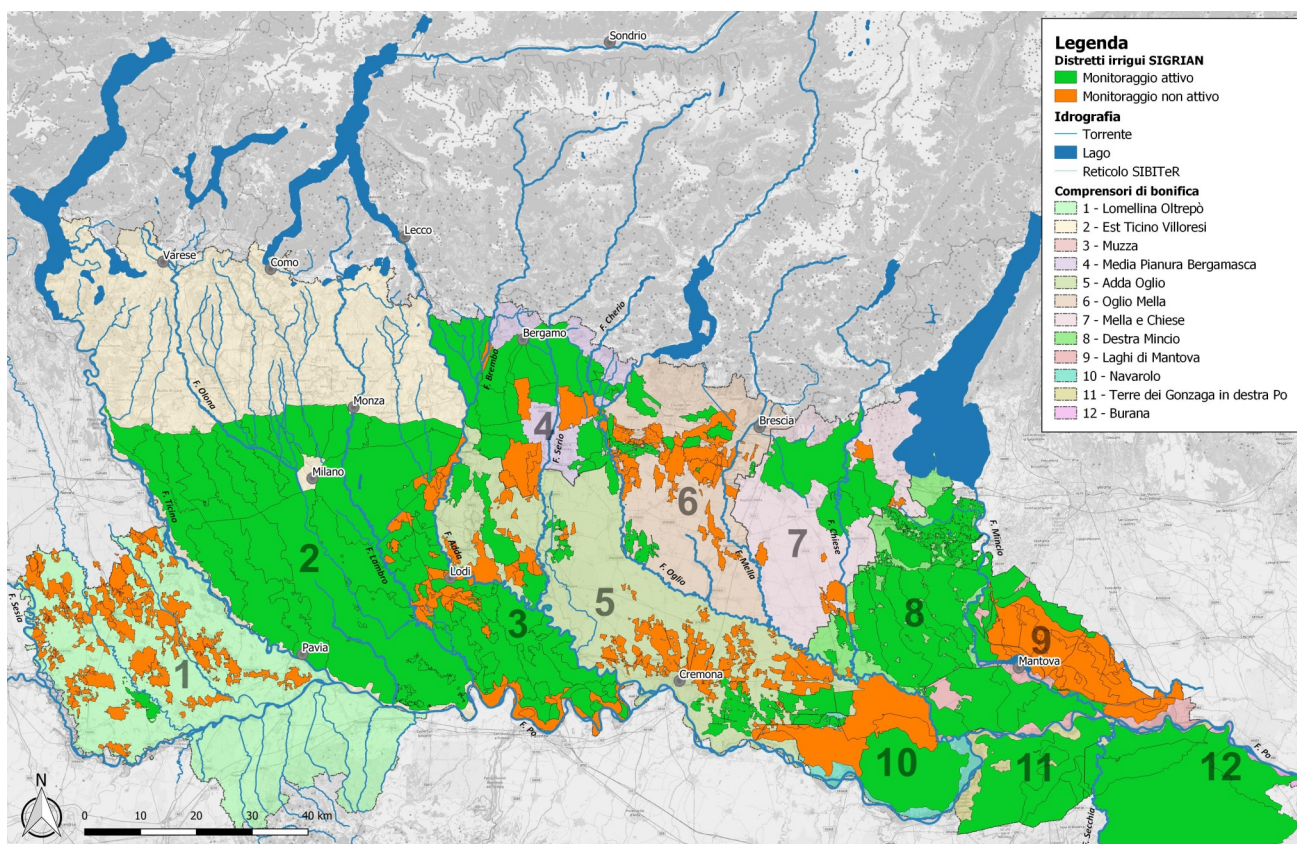 Sondrio
Lecco
Varese
Como
F. Cherio
Bergamo
F. Brembo
F. Olona
Monza
Brescia
4
F. Serio
Milano
6
F. Ticino
F. Mincio
7
F. Chiese
2
F. Adda
F. Lambro
Lodi
F. Mella
F. Oglio
F. Sesia
5
3
8
9
Pavia
Mantova
1
Cremona
F. Po
10
11
12
F. Po
F. Secchia
N
0 10 20 30 40 km
Legenda
Distretti irrigui SIGRIAN
Monitoraggio attivo
Monitoraggio non attivo
Idrografia
Torrente
Lago
Reticolo SIBITeR
Comprensori di bonifica
1 - Lomellina Oltrepò
2 - Est Ticino Villoresi
3 - Muzza
4 - Media Pianura Bergamasca
5 - Adda Oglio
6 - Oglio Mella
7 - Mella e Chiese
8 - Destra Mincio
9 - Laghi di Mantova
10 - Navarolo
11 - Terre dei Gonzaga in destra Po
12 - Burana